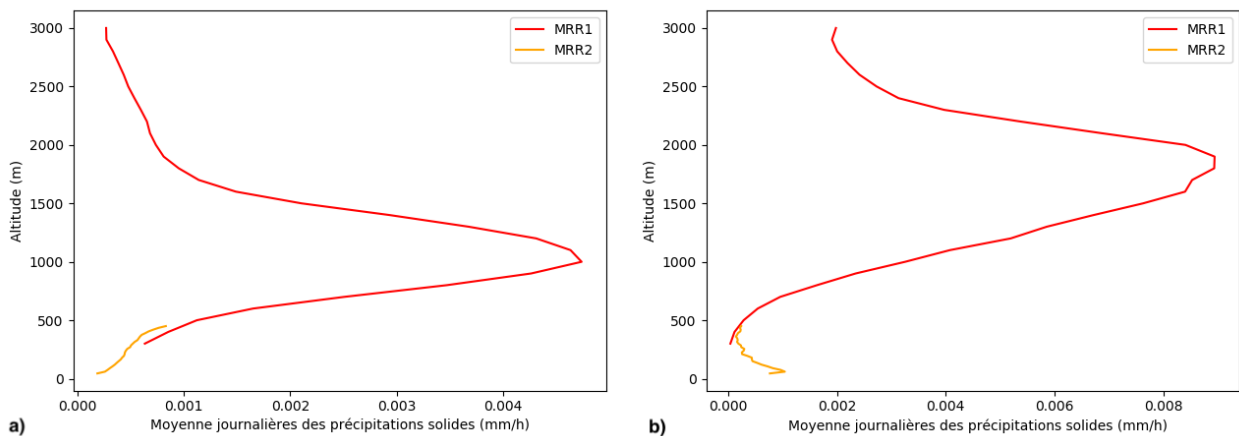 MRR1
MRR2
3000
2500
2000
1500
1000
500
0
Altitude (m)
0.000 0.001 0.002 0.003 0.004
Moyenne journalières des précipitations solides (mm/h)
a)
MRR1
MRR2
3000
2500
2000
1500
1000
500
0
Altitude (m)
0.000 0.002 0.004 0.006 0.008
Moyenne journalières des précipitations solides (mm/h)
b)